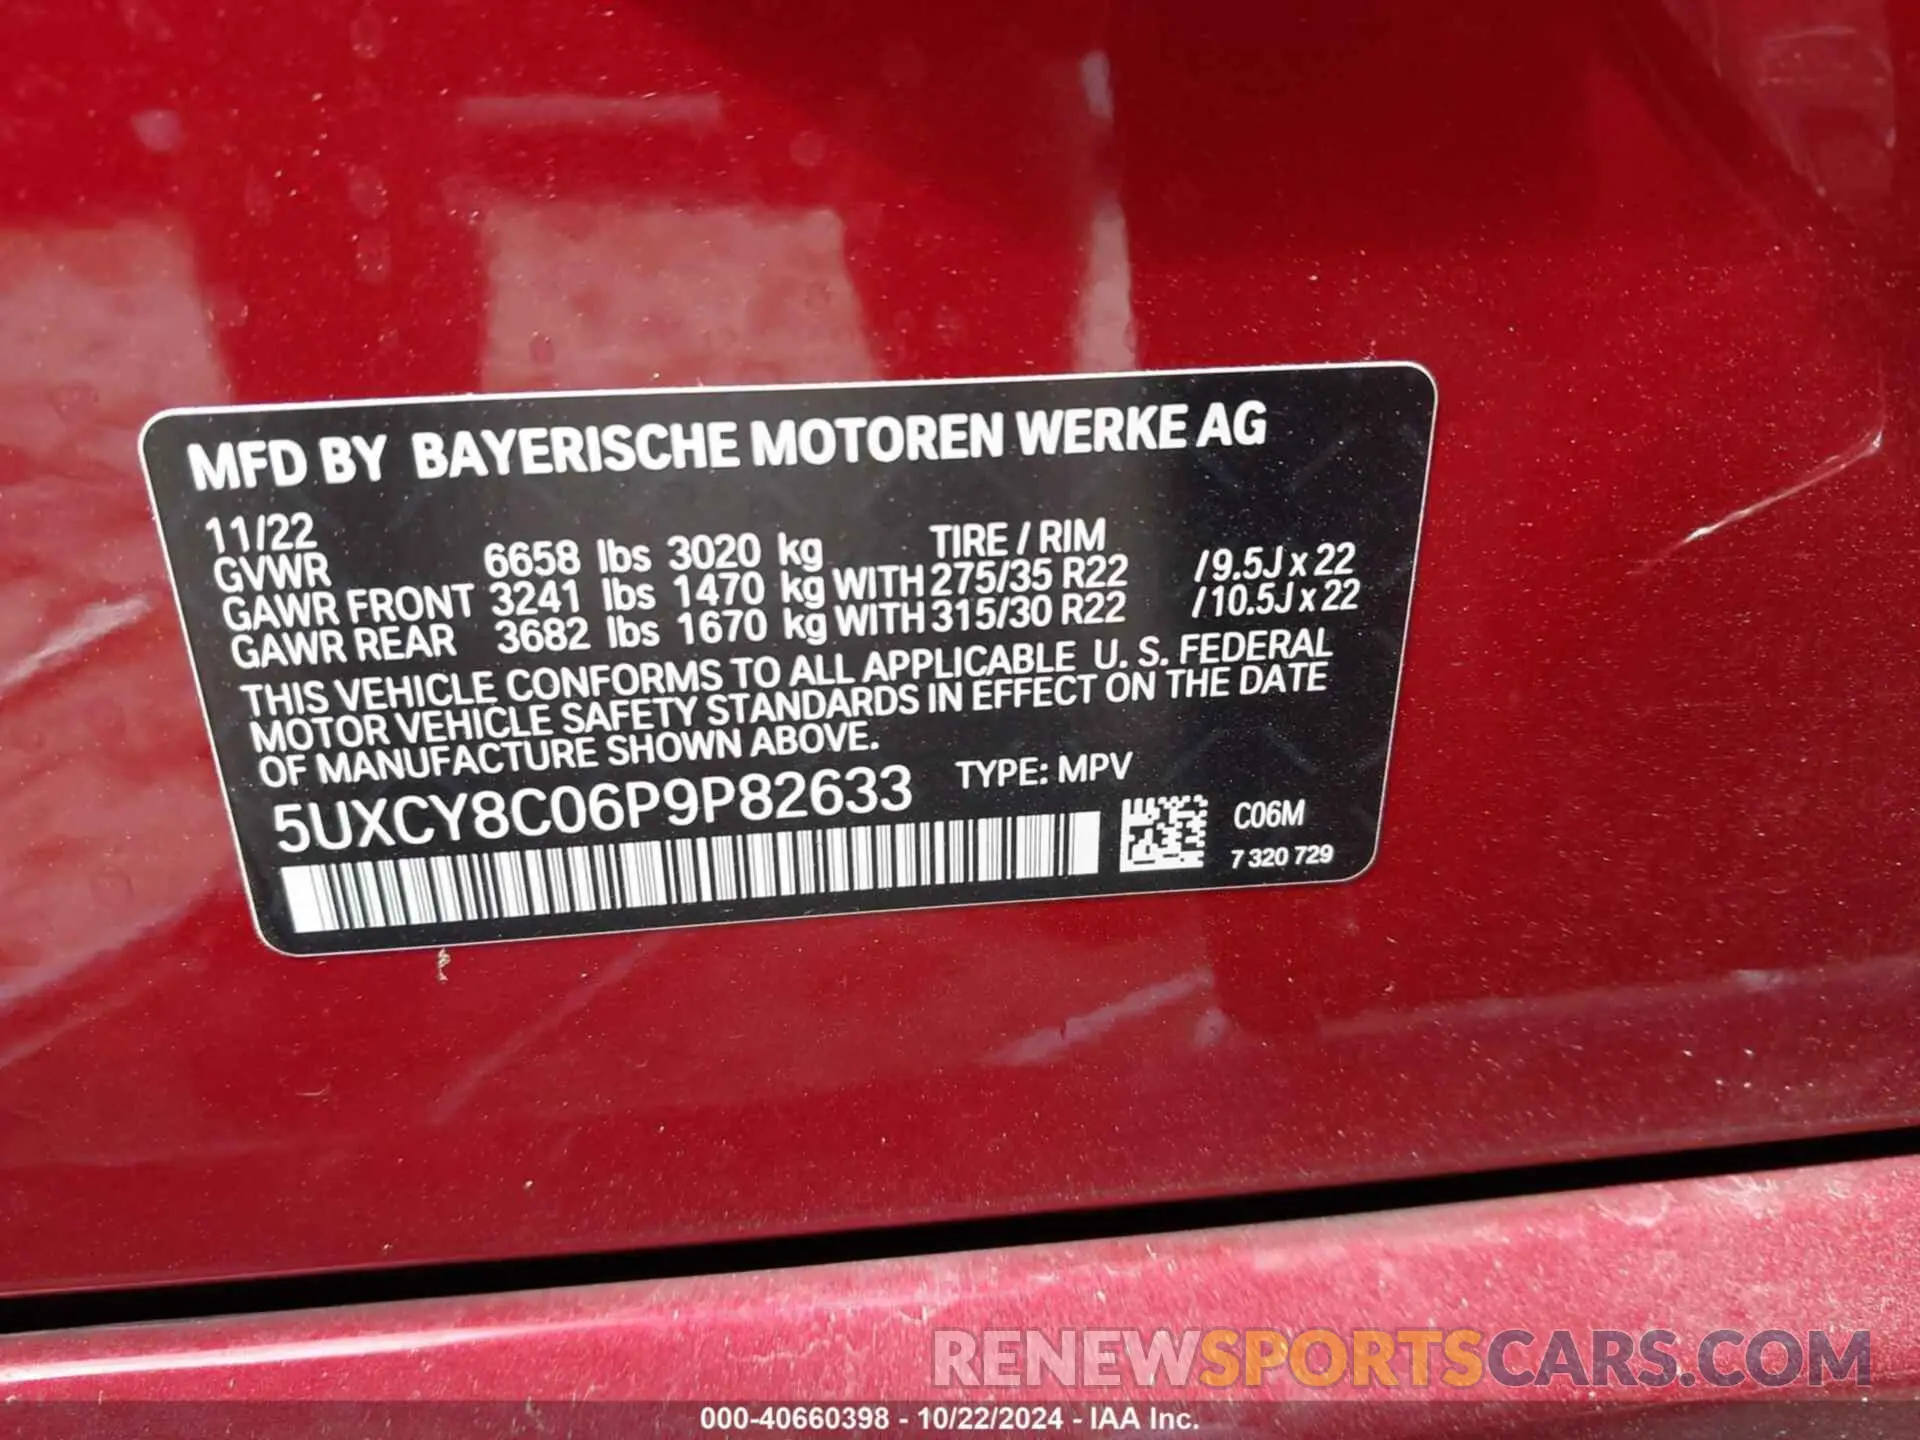 MFD BY BAYERISCHE MOTOREN WERKE AG
11/22 TIRE / RIM
GVWR 6658 lbs 3020 kg
GAWR FRONT 3241 lbs 1470 kg WITH 275/35 R22 /9.5J x 22
GAWR REAR 3682 lbs 1670 kg WITH 315/30 R22 /10.5J x 22
THIS VEHICLE CONFORMS TO ALL APPLICABLE U. S. FEDERAL
MOTOR VEHICLE SAFETY STANDARDS IN EFFECT ON THE DATE
OF MANUFACTURE SHOWN ABOVE.
5UXCY8C06P9P82633 TYPE: MPV
C06M
7 320 729
RENEWSPORTSCARS.COM
000-40660398 - 10/22/2024 - IAA Inc.